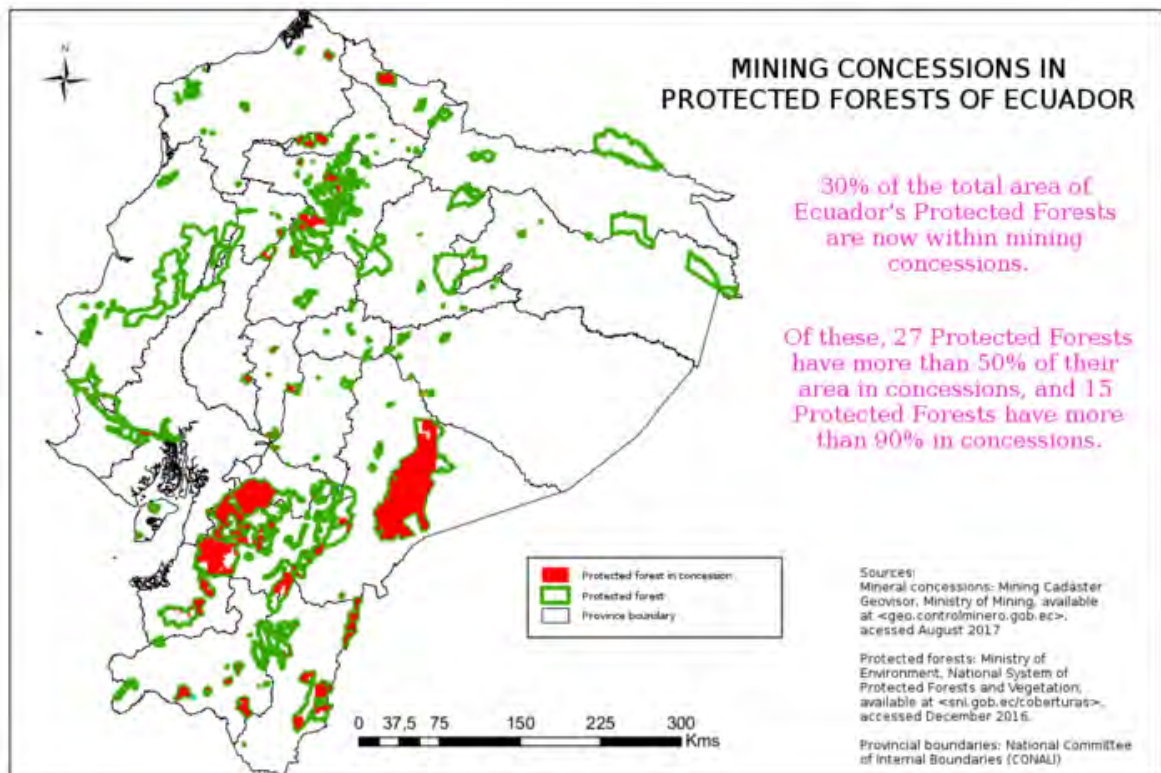 N
MINING CONCESSIONS IN
PROTECTED FORESTS OF ECUADOR
30% of the total area of
Ecuador's Protected Forests
are now within mining
concessions.
Of these, 27 Protected Forests
have more than 50% of their
area in concessions, and 15
Protected Forests have more
than 90% in concessions.
Protected forest in concession
Protected forest
Province boundary
0 37,5 75 150 225 300
Kms
Sources:
Mineral concessions: Mining Cadaster
Geovisor, Ministry of Mining, available
at <geo.controlminero.gob.ec>,
acessed August 2017
Protected forests: Ministry of
Environment, National System of
Protected Forests and Vegetation,
available at <sni.gob.ec/coberturas>,
accessed December 2016.
Provincial boundaries: National Committee
of Internal Boundaries (CONALI)